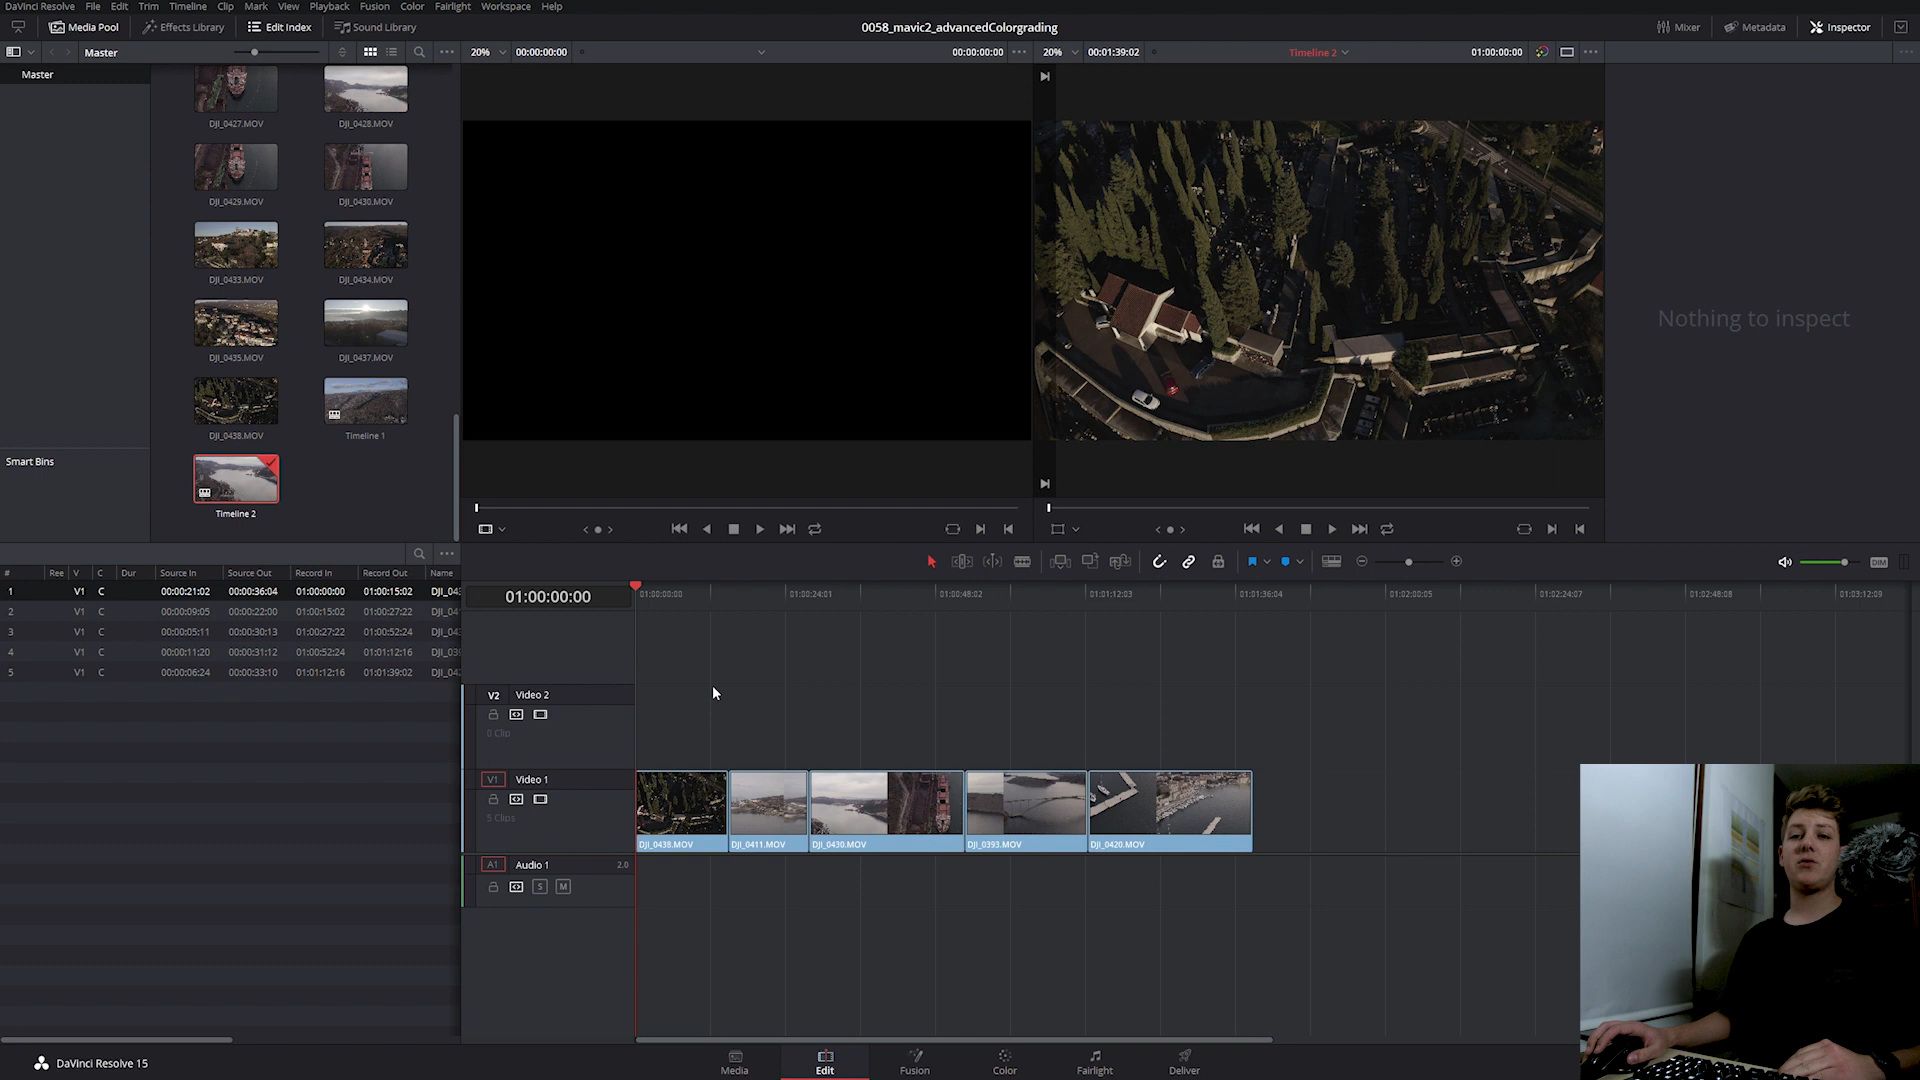 DaVinci Resolve File Edit Trim Timeline Clip Mark View Playback Fusion Color Fairlight Workspace Help
Media Pool Effects Library Edit Index Sound Library 0058_mavic2_advancedColorgrading Mixer Metadata Inspector
Master 20% 00:00:00:00 00:00:00:00 20% 00:01:39:02 Timeline 2 01:00:00:00
Master
DJI_0427.MOV DJI_0428.MOV
DJI_0429.MOV DJI_0430.MOV
DJI_0433.MOV DJI_0434.MOV
DJI_0435.MOV DJI_0437.MOV
DJI_0438.MOV Timeline 1
Timeline 2
Smart Bins
Nothing to inspect
# Ree V C Dur Source In Source Out Record In Record Out Name
1 V1 C 00:00:21:02 00:00:36:04 01:00:00:00 01:00:15:02 DJI_043
2 V1 C 00:00:09:05 00:00:22:00 01:00:15:02 01:00:27:22 DJI_04
3 V1 C 00:00:05:11 00:00:30:13 01:00:27:22 01:00:52:24 DJI_043
4 V1 C 00:00:11:20 00:00:31:12 01:00:52:24 01:01:12:16 DJI_039
5 V1 C 00:00:06:24 00:00:33:10 01:01:12:16 01:01:39:02 DJI_042
DIM
01:00:00:00
01:00:00:00 01:00:24:01 01:00:48:02 01:01:12:03 01:01:36:04 01:02:00:05 01:02:24:07 01:02:48:08 01:03:12:09
V2 Video 2
0 Clip
V1 Video 1
5 Clips
DJI_0438.MOV DJI_0411.MOV DJI_0430.MOV DJI_0393.MOV DJI_0420.MOV
A1 Audio 1 2.0
S M
DaVinci Resolve 15
Media Edit Fusion Color Fairlight Deliver